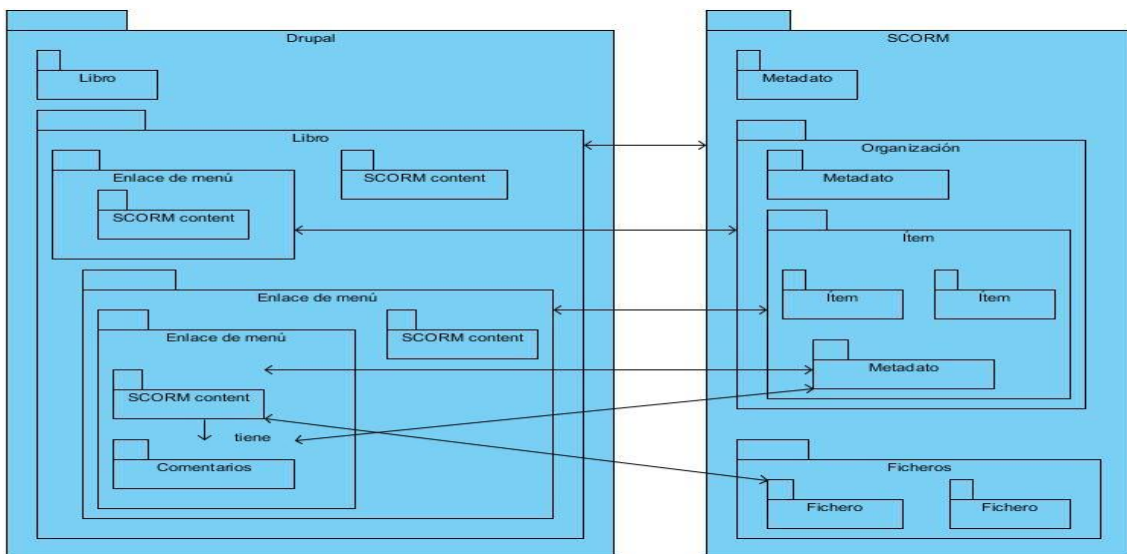 Drupal
Libro
Libro
Enlace de menú
SCORM content
SCORM content
Enlace de menú
Enlace de menú
SCORM content
SCORM content
tiene
Comentarios
SCORM
Metadato
Organización
Metadato
Ítem
Ítem
Ítem
Metadato
Ficheros
Fichero
Fichero